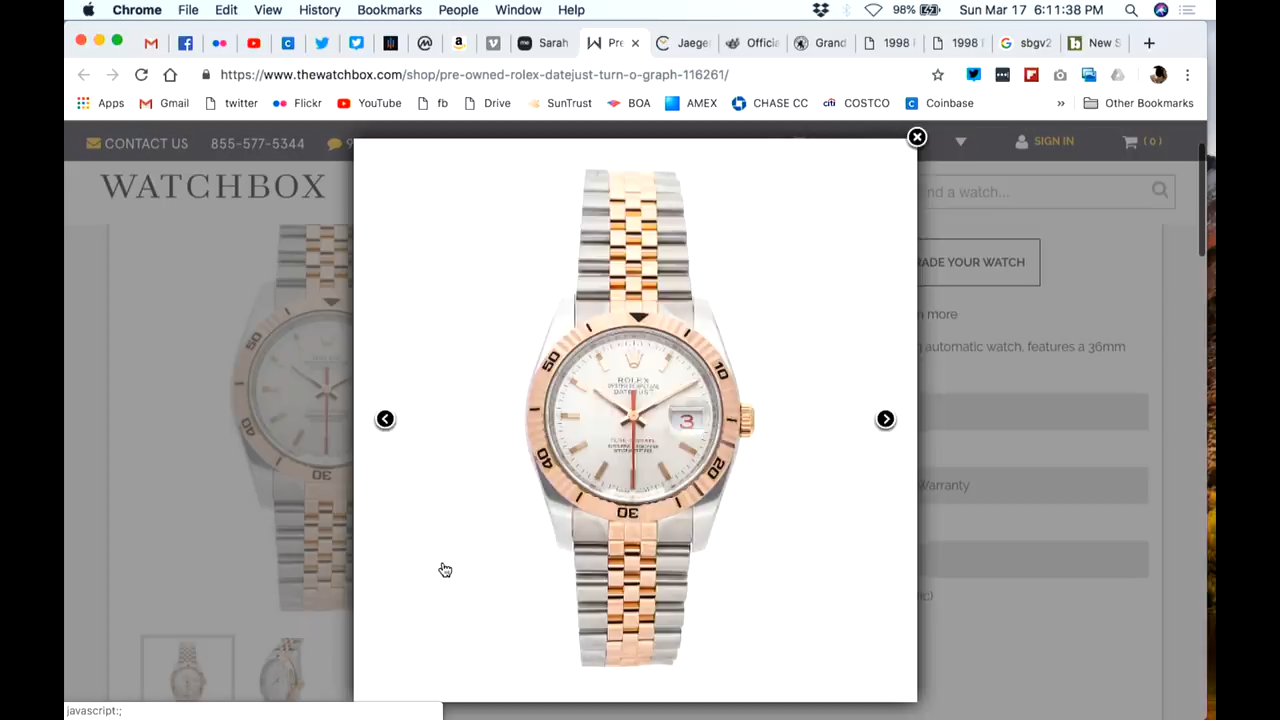 Chrome File Edit View History Bookmarks People Window Help 98% Sun Mar 17 6:11:38 PM
Sarah Pre Jaeger Officia Grand 1998 F 1998 T sbgv2 New S
https://www.thewatchbox.com/shop/pre-owned-rolex-datejust-turn-o-graph-116261/
Apps Gmail twitter Flickr YouTube fb Drive SunTrust BOA AMEX CHASE CC COSTCO Coinbase » Other Bookmarks
CONTACT US 855-577-5344 9 SIGN IN ( 0 )
WATCHBOX nd a watch...
RADE YOUR WATCH
n more
) automatic watch, features a 36mm
50 10
ROLEX
DATEJUST
3
40 20
Warranty
30
IC)
javascript:;